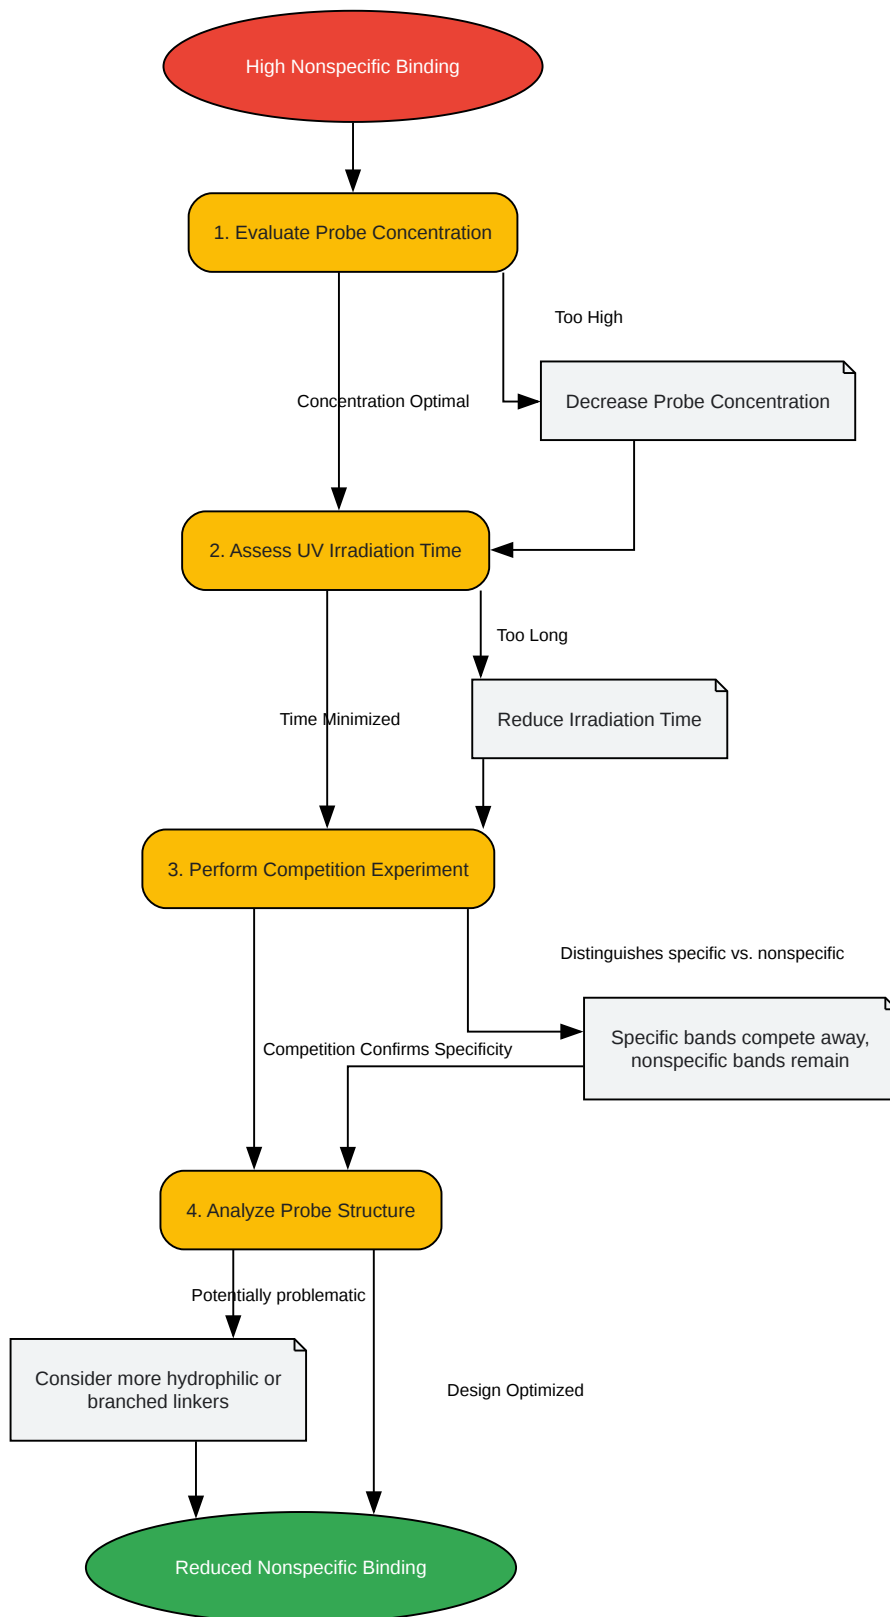 High Nonspecific Binding
1. Evaluate Probe Concentration
Too High
Concentration Optimal
Decrease Probe Concentration
2. Assess UV Irradiation Time
Too Long
Time Minimized
Reduce Irradiation Time
3. Perform Competition Experiment
Distinguishes specific vs. nonspecific
Specific bands compete away,
nonspecific bands remain
Competition Confirms Specificity
4. Analyze Probe Structure
Potentially problematic
Consider more hydrophilic or
branched linkers
Design Optimized
Reduced Nonspecific Binding